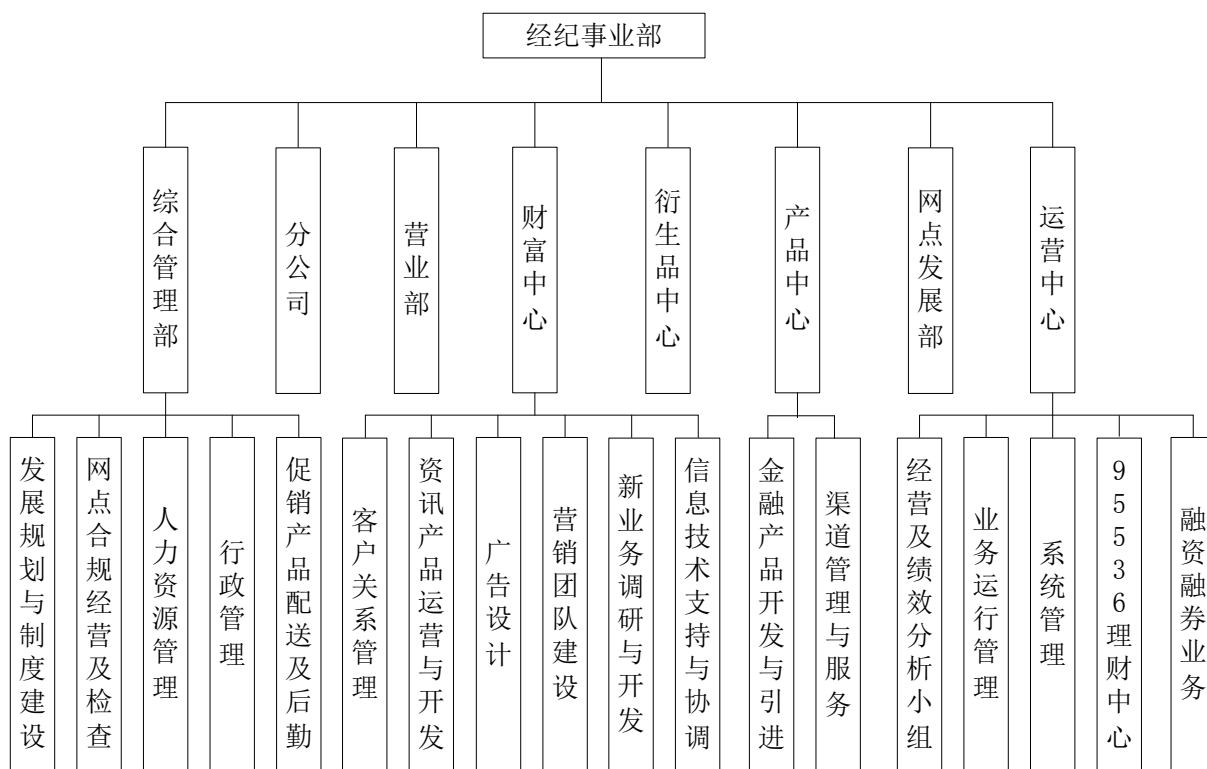 经纪事业部
综合管理部
分公司
营业部
财富中心
衍生品中心
产品中心
网点发展部
运营中心
发展规划与制度建设
网点合规经营及检查
人力资源管理
行政管理
促销产品配送及后勤
客户关系管理
资讯产品运营与开发
广告设计
营销团队建设
新业务调研与开发
信息技术支持与协调
金融产品开发与引进
渠道管理与服务
经营及绩效分析小组
业务运行管理
系统管理
95536理财中心
融资融券业务